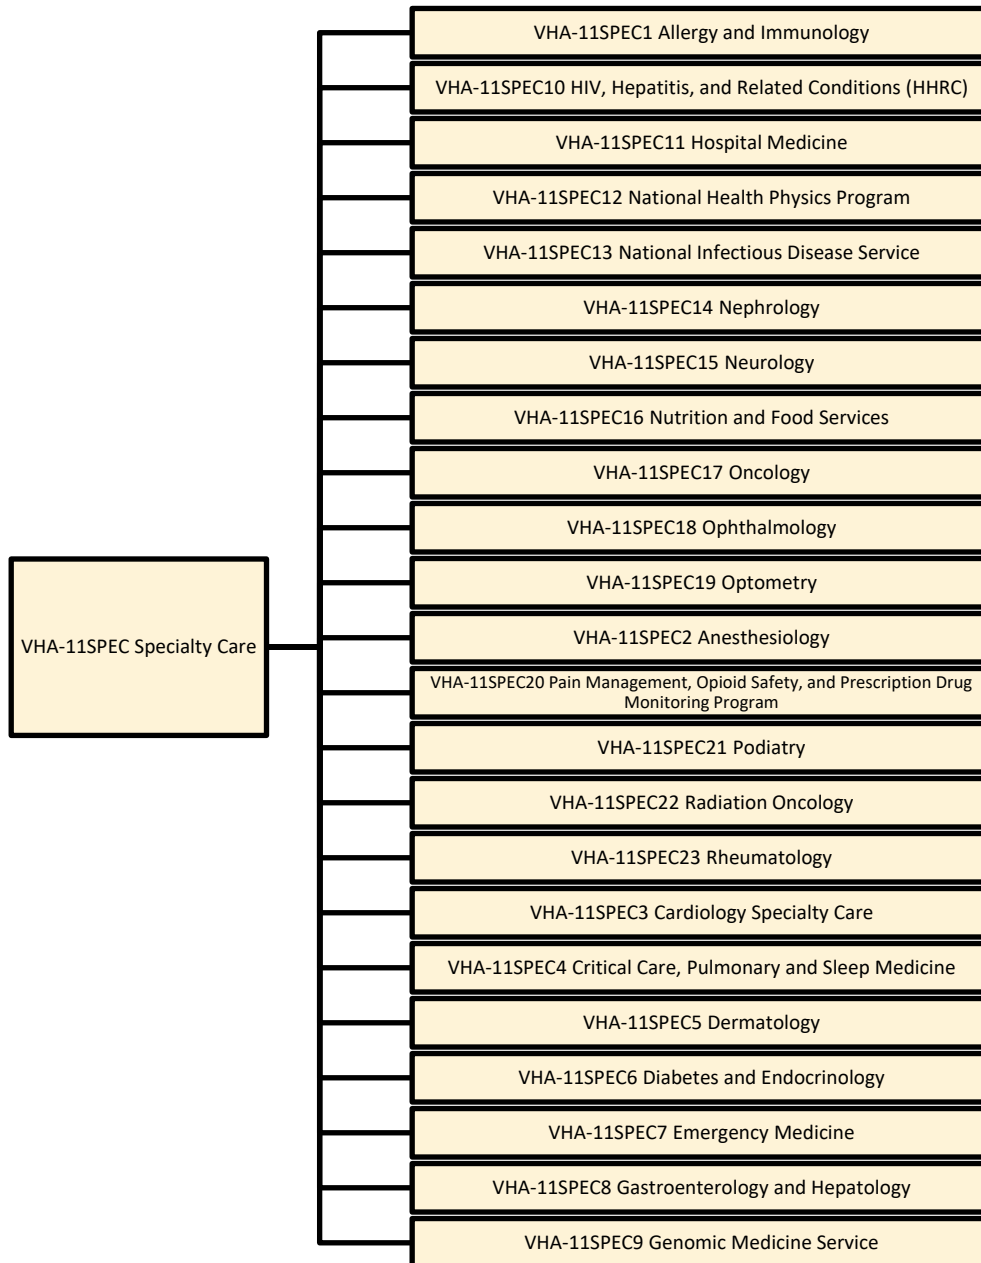 VHA-11SPEC1 Allergy and Immunology
VHA-11SPEC10 HIV, Hepatitis, and Related Conditions (HHRC)
VHA-11SPEC11 Hospital Medicine
VHA-11SPEC12 National Health Physics Program
VHA-11SPEC13 National Infectious Disease Service
VHA-11SPEC14 Nephrology
VHA-11SPEC15 Neurology
VHA-11SPEC16 Nutrition and Food Services
VHA-11SPEC17 Oncology
VHA-11SPEC18 Ophthalmology
VHA-11SPEC19 Optometry
VHA-11SPEC Specialty Care
VHA-11SPEC2 Anesthesiology
VHA-11SPEC20 Pain Management, Opioid Safety, and Prescription Drug
Monitoring Program
VHA-11SPEC21 Podiatry
VHA-11SPEC22 Radiation Oncology
VHA-11SPEC23 Rheumatology
VHA-11SPEC3 Cardiology Specialty Care
VHA-11SPEC4 Critical Care, Pulmonary and Sleep Medicine
VHA-11SPEC5 Dermatology
VHA-11SPEC6 Diabetes and Endocrinology
VHA-11SPEC7 Emergency Medicine
VHA-11SPEC8 Gastroenterology and Hepatology
VHA-11SPEC9 Genomic Medicine Service